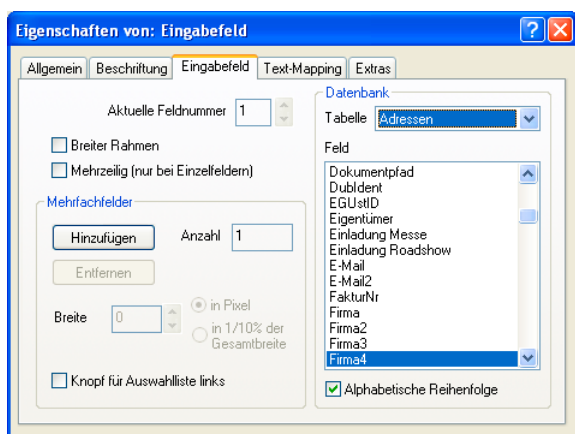 Eigenschaften von: Eingabefeld
Allgemein Beschriftung Eingabefeld Text-Mapping Extras
Aktuelle Feldnummer 1
Breiter Rahmen
Mehrzeilig (nur bei Einzelfeldern)
Mehrfachfelder
Hinzufügen Anzahl 1
Entfernen
Breite 0 in Pixel
in 1/10% der
Gesamtbreite
Knopf für Auswahlliste links
Datenbank
Tabelle Adressen
Feld
Dokumentpfad
DubIdent
EGUstID
Eigentümer
Einladung Messe
Einladung Roadshow
E-Mail
E-Mail2
FakturNr
Firma
Firma2
Firma3
Firma4
Alphabetische Reihenfolge